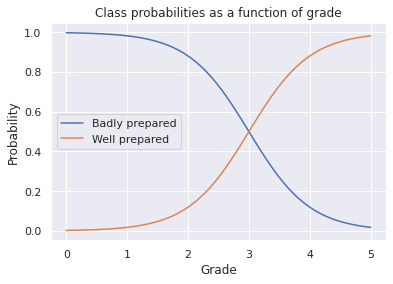 Class probabilities as a function of grade
1.0
0.8
0.6
0.4
0.2
0.0
Probability
Badly prepared
Well prepared
0 1 2 3 4 5
Grade